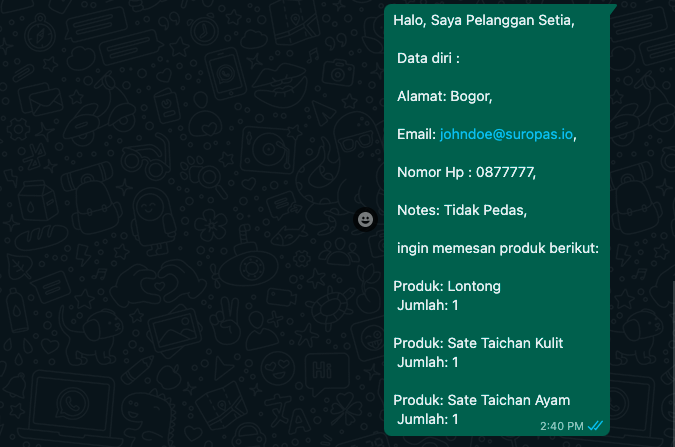 Halo, Saya Pelanggan Setia,
Data diri :
Alamat: Bogor,
Email: johndoe@suropas.io,
Nomor Hp : 0877777,
Notes: Tidak Pedas,
ingin memesan produk berikut:
Produk: Lontong
Jumlah: 1
Produk: Sate Taichan Kulit
Jumlah: 1
Produk: Sate Taichan Ayam
Jumlah: 1
2:40 PM